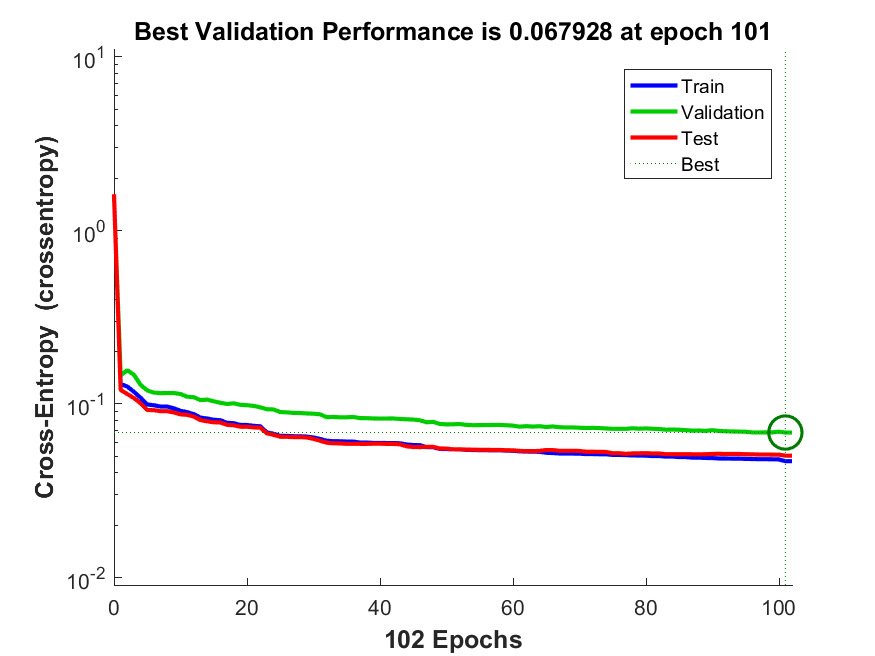 Best Validation Performance is 0.067928 at epoch 101
Cross-Entropy (crossentropy)
10^1
10^0
10^-1
10^-2
Train
Validation
Test
Best
0 20 40 60 80 100
102 Epochs